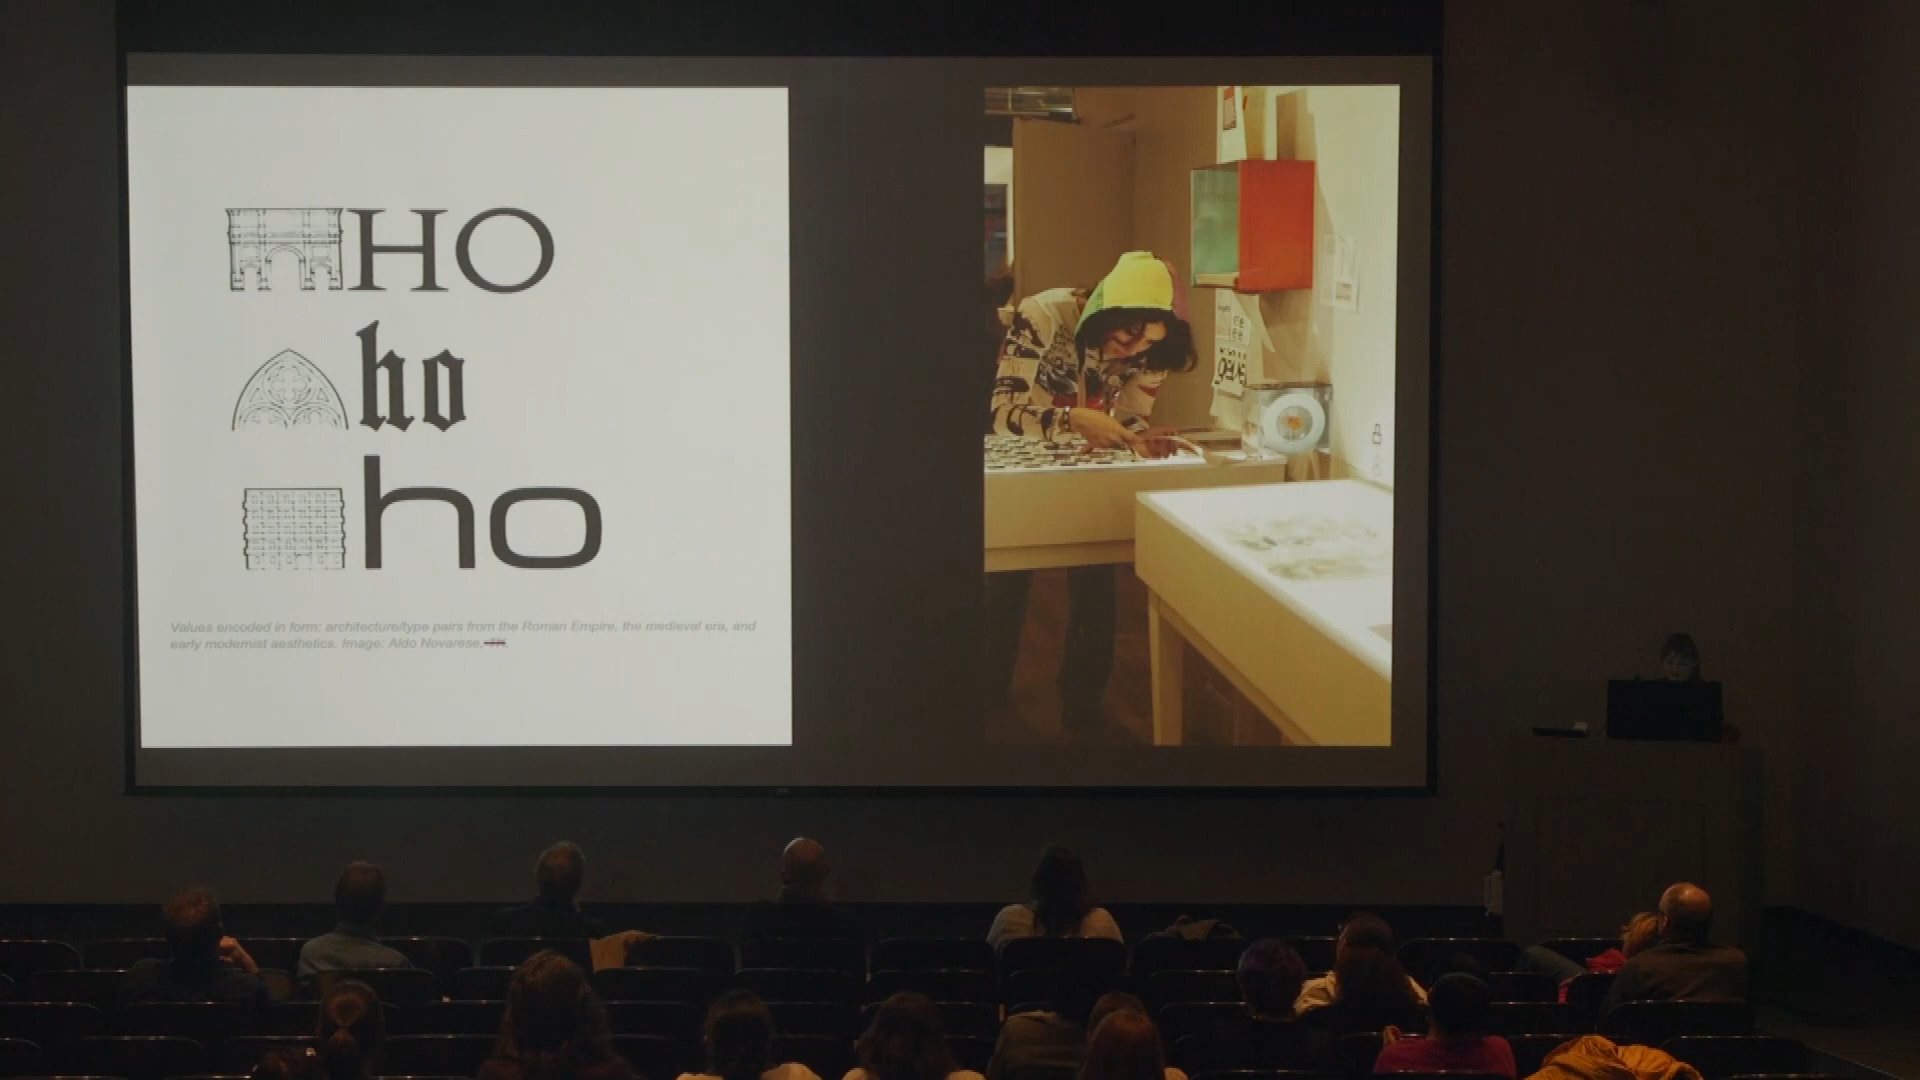 HO
ho
ho
Values encoded in form: architecture/type pairs from the Roman Empire, the medieval era, and
early modernist aesthetics. Image: Aldo Novarese, TK.